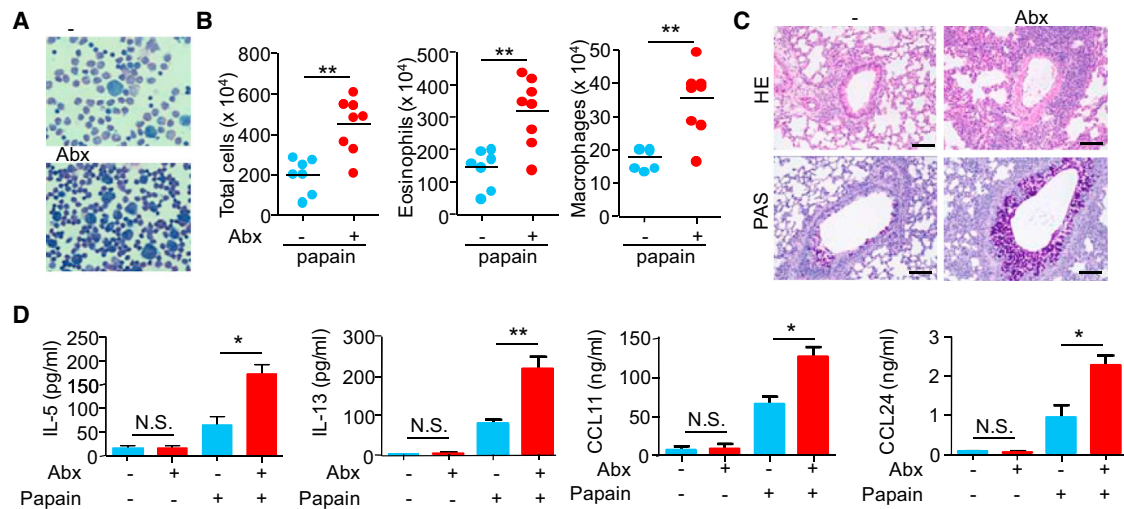 A
-
Abx
B
Total cells (x 10⁴)
800
600
400
200
0
**
Abx
-
+
papain
Eosinophils (x 10⁴)
500
400
300
200
100
0
**
-
+
papain
Macrophages (x 10⁴)
50
40
30
20
10
0
**
-
+
papain
C
-
Abx
HE
PAS
D
IL-5 (pg/ml)
250
200
150
100
50
0
N.S.
*
Abx - + - +
Papain - - + +
IL-13 (pg/ml)
300
200
100
0
N.S.
**
Abx - + - +
Papain - - + +
CCL11 (ng/ml)
150
100
50
0
N.S.
*
Abx - + - +
Papain - - + +
CCL24 (ng/ml)
3
2
1
0
N.S.
*
Abx - + - +
Papain - - + +